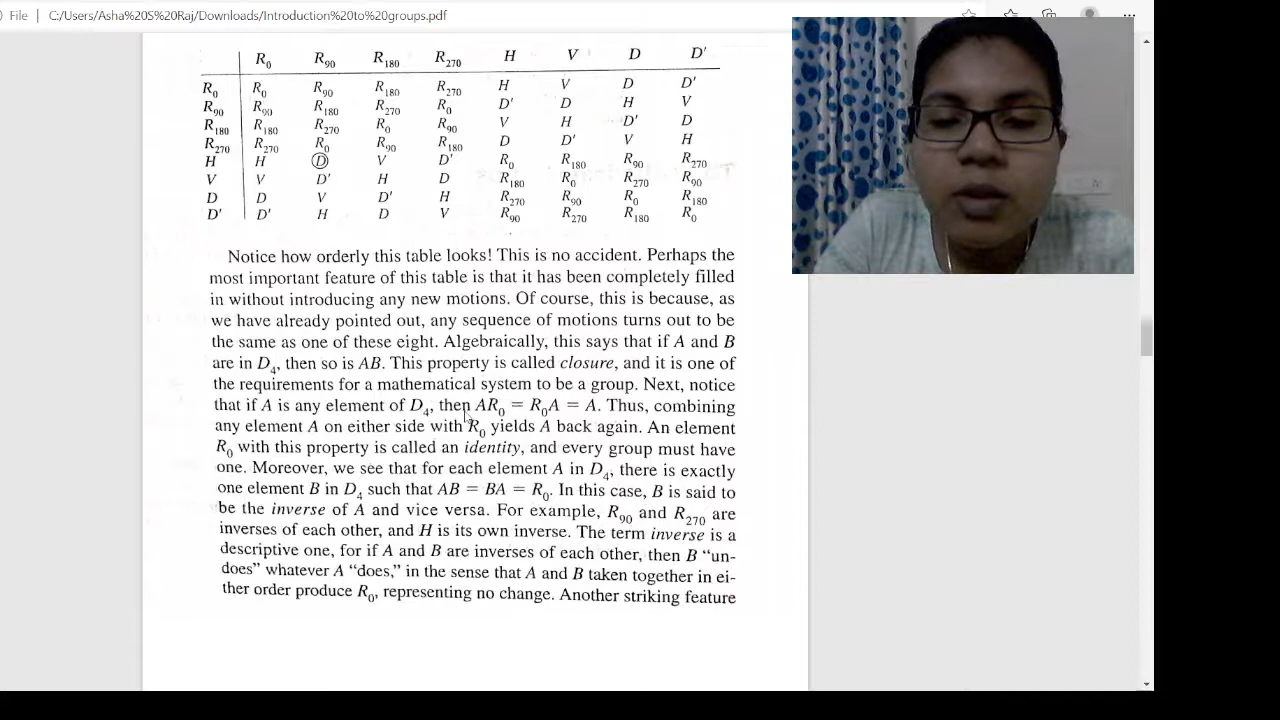 File | C:/Users/Asha%20S%20Raj/Downloads/Introduction%20to%20groups.pdf
R₀ R₉₀ R₁₈₀ R₂₇₀ H V D D'
R₀ R₀ R₉₀ R₁₈₀ R₂₇₀ H V D D'
R₉₀ R₉₀ R₁₈₀ R₂₇₀ R₀ D' D H V
R₁₈₀ R₁₈₀ R₂₇₀ R₀ R₉₀ V H D' D
R₂₇₀ R₂₇₀ R₀ R₉₀ R₁₈₀ D D' V H
H H D V D' R₀ R₁₈₀ R₉₀ R₂₇₀
V V D' H D R₁₈₀ R₀ R₂₇₀ R₉₀
D D V D' H R₂₇₀ R₉₀ R₀ R₁₈₀
D' D' H D V R₉₀ R₂₇₀ R₁₈₀ R₀
Notice how orderly this table looks! This is no accident. Perhaps the
most important feature of this table is that it has been completely filled
in without introducing any new motions. Of course, this is because, as
we have already pointed out, any sequence of motions turns out to be
the same as one of these eight. Algebraically, this says that if A and B
are in D₄, then so is AB. This property is called closure, and it is one of
the requirements for a mathematical system to be a group. Next, notice
that if A is any element of D₄, then AR₀ = R₀A = A. Thus, combining
any element A on either side with R₀ yields A back again. An element
R₀ with this property is called an identity, and every group must have
one. Moreover, we see that for each element A in D₄, there is exactly
one element B in D₄ such that AB = BA = R₀. In this case, B is said to
be the inverse of A and vice versa. For example, R₉₀ and R₂₇₀ are
inverses of each other, and H is its own inverse. The term inverse is a
descriptive one, for if A and B are inverses of each other, then B “un-
does” whatever A “does,” in the sense that A and B taken together in ei-
ther order produce R₀, representing no change. Another striking feature